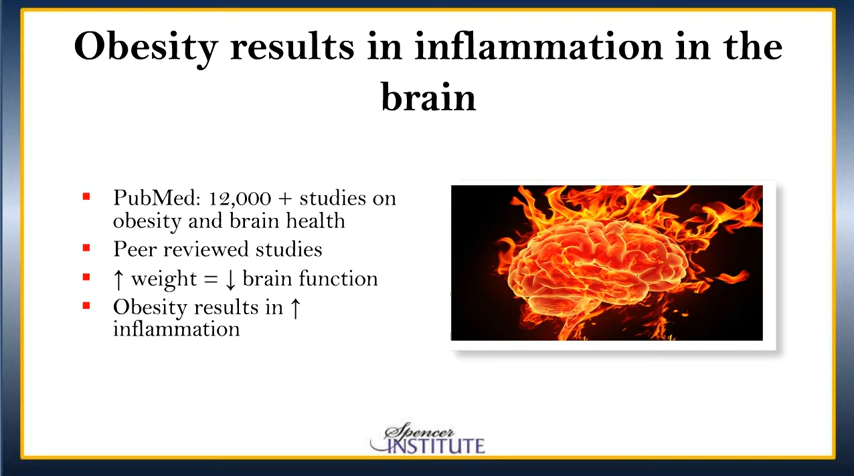 Obesity results in inflammation in the
brain
PubMed: 12,000 + studies on
obesity and brain health
Peer reviewed studies
↑ weight = ↓ brain function
Obesity results in ↑
inflammation
Spencer
INSTITUTE